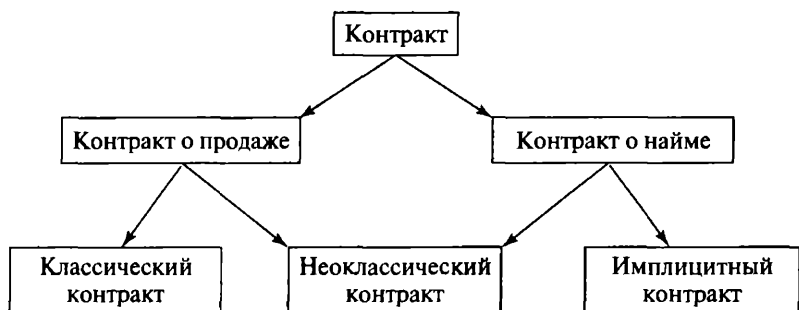 Контракт
Контракт о продаже
Контракт о найме
Классический
контракт
Неоклассический
контракт
Имплицитный
контракт